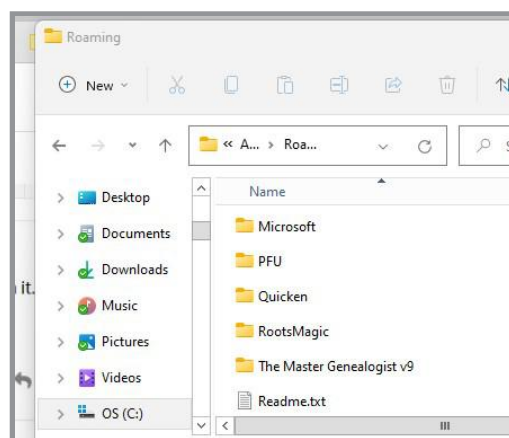 Roaming
New
« A... > Roa...
S
Name
Desktop
Microsoft
Documents
PFU
Downloads
Quicken
it.
Music
RootsMagic
Pictures
The Master Genealogist v9
Videos
Readme.txt
OS (C:)